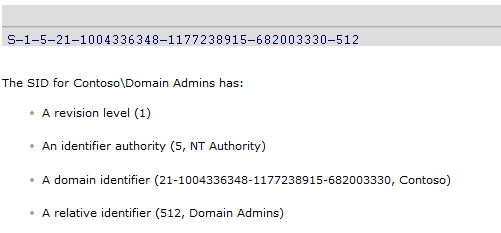 S-1-5-21-1004336348-1177238915-682003330-512
The SID for Contoso\Domain Admins has:
A revision level (1)
An identifier authority (5, NT Authority)
A domain identifier (21-1004336348-1177238915-682003330, Contoso)
A relative identifier (512, Domain Admins)